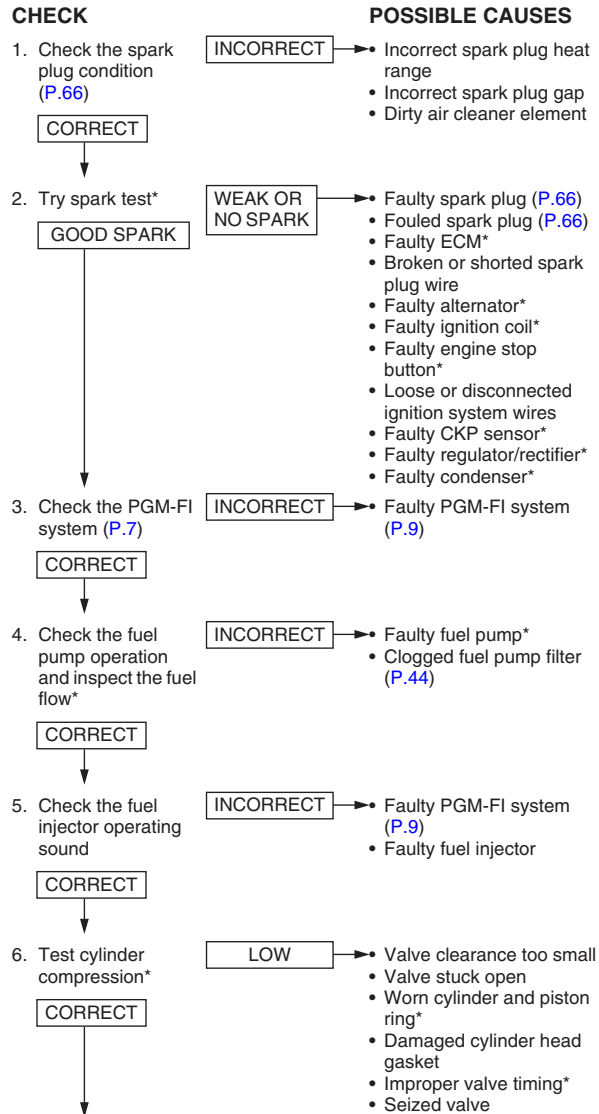 CHECK
POSSIBLE CAUSES
1. Check the spark
plug condition
(P.66)
INCORRECT
• Incorrect spark plug heat
range
• Incorrect spark plug gap
• Dirty air cleaner element
CORRECT
2. Try spark test*
WEAK OR
NO SPARK
• Faulty spark plug (P.66)
• Fouled spark plug (P.66)
• Faulty ECM*
• Broken or shorted spark
plug wire
• Faulty alternator*
• Faulty ignition coil*
• Faulty engine stop
button*
• Loose or disconnected
ignition system wires
• Faulty CKP sensor*
• Faulty regulator/rectifier*
• Faulty condenser*
GOOD SPARK
3. Check the PGM-FI
system (P.7)
INCORRECT
• Faulty PGM-FI system
(P.9)
CORRECT
4. Check the fuel
pump operation
and inspect the fuel
flow*
INCORRECT
• Faulty fuel pump*
• Clogged fuel pump filter
(P.44)
CORRECT
5. Check the fuel
injector operating
sound
INCORRECT
• Faulty PGM-FI system
(P.9)
• Faulty fuel injector
CORRECT
6. Test cylinder
compression*
LOW
• Valve clearance too small
• Valve stuck open
• Worn cylinder and piston
ring*
• Damaged cylinder head
gasket
• Improper valve timing*
• Seized valve
CORRECT